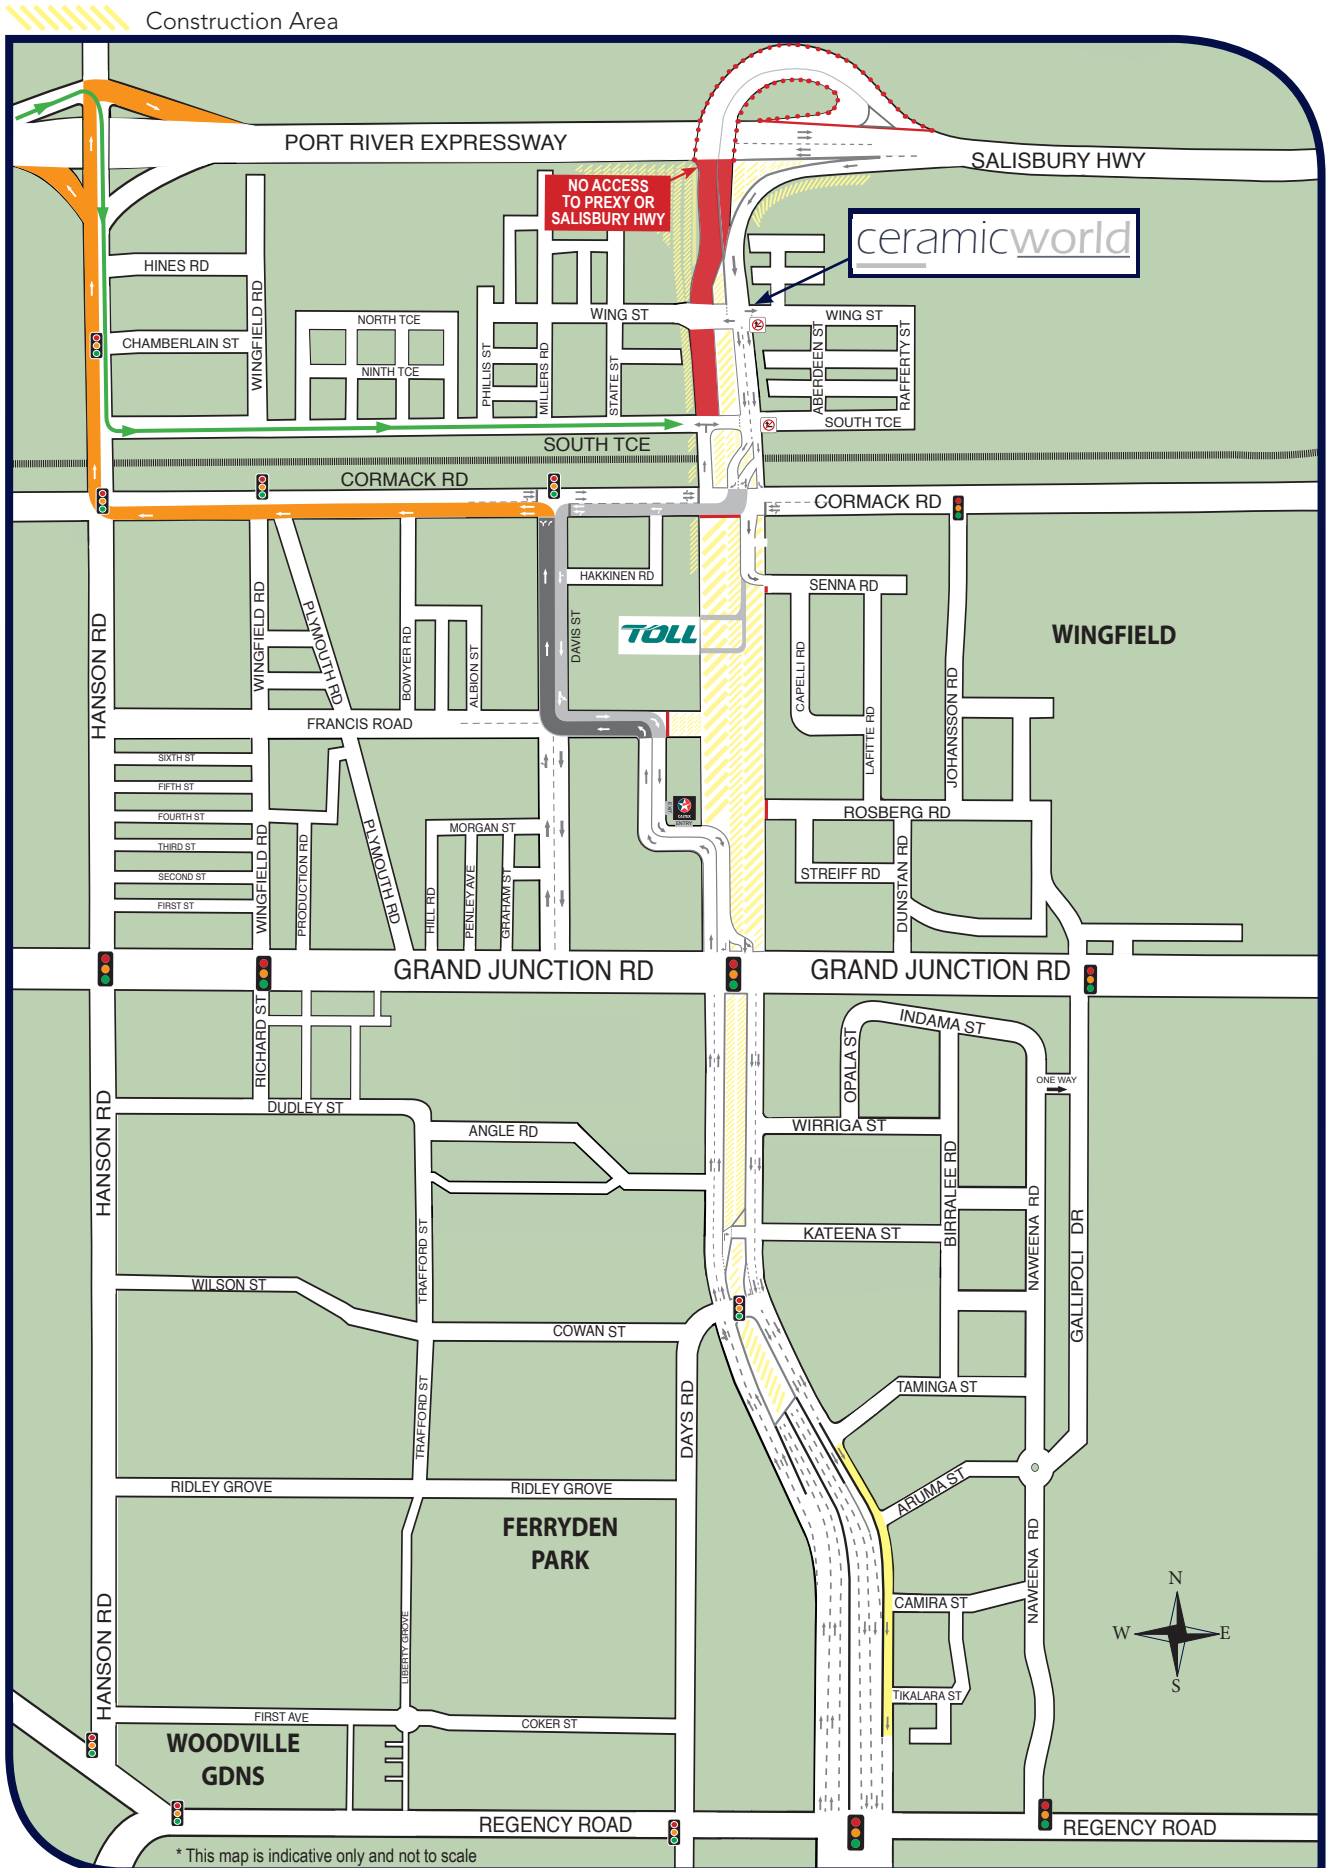 Construction Area
PORT RIVER EXPRESSWAY
SALISBURY HWY
NO ACCESS
TO PREXY OR
SALISBURY HWY
ceramicworld
HINES RD
WINGFIELD RD
CHAMBERLAIN ST
NORTH TCE
NINTH TCE
PHILLIS ST
MILLERS RD
STAITE ST
WING ST
WING ST
ABERDEEN ST
RAFFERTY ST
SOUTH TCE
SOUTH TCE
CORMACK RD
CORMACK RD
HANSON RD
WINGFIELD RD
PLYMOUTH RD
BOWYER RD
ALBION ST
HAKKINEN RD
DAVIS ST
TOLL
SENNA RD
CAPELLI RD
LAFITTE RD
JOHANSSON RD
WINGFIELD
FRANCIS ROAD
SIXTH ST
FIFTH ST
FOURTH ST
THIRD ST
SECOND ST
FIRST ST
WINGFIELD RD
PRODUCTION RD
PLYMOUTH RD
MORGAN ST
HILL RD
PENLEY AVE
GRAHAM ST
CALTEX
ENTRY
ROSBERG RD
STREIFF RD
DUNSTAN RD
GRAND JUNCTION RD
GRAND JUNCTION RD
RICHARD ST
DUDLEY ST
HANSON RD
ANGLE RD
TRAFFORD ST
OPALA ST
INDAMA ST
ONE WAY
WIRRIGA ST
BIRRALEE RD
NAWEENA RD
GALLIPOLI DR
KATEENA ST
WILSON ST
COWAN ST
TRAFFORD ST
DAYS RD
TAMINGA ST
RIDLEY GROVE
RIDLEY GROVE
ARUMA ST
FERRYDEN
PARK
NAWEENA RD
CAMIRA ST
HANSON RD
LIBERTY GROVE
TIKALARA ST
N
W
E
S
FIRST AVE
COKER ST
WOODVILLE
GDNS
REGENCY ROAD
REGENCY ROAD
* This map is indicative only and not to scale